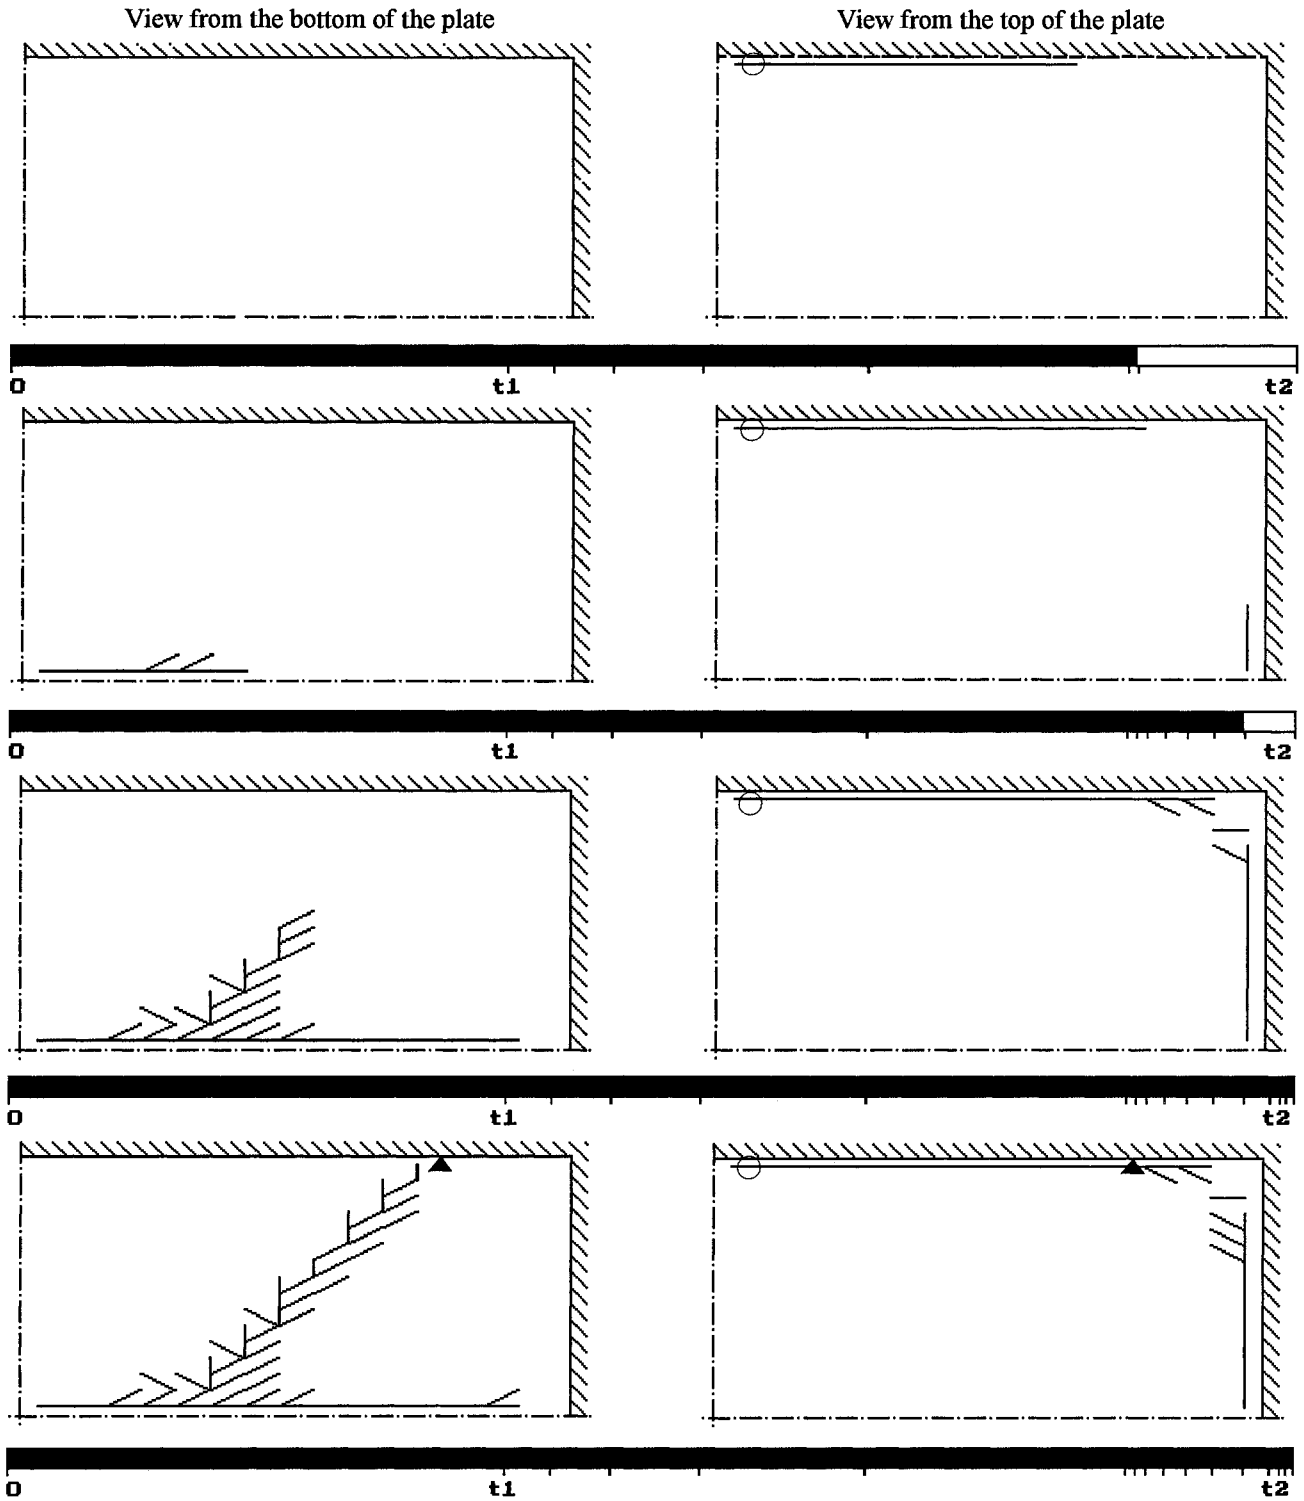 View from the bottom of the plate
View from the top of the plate
0 t1 t2
0 t1 t2
0 t1 t2
0 t1 t2